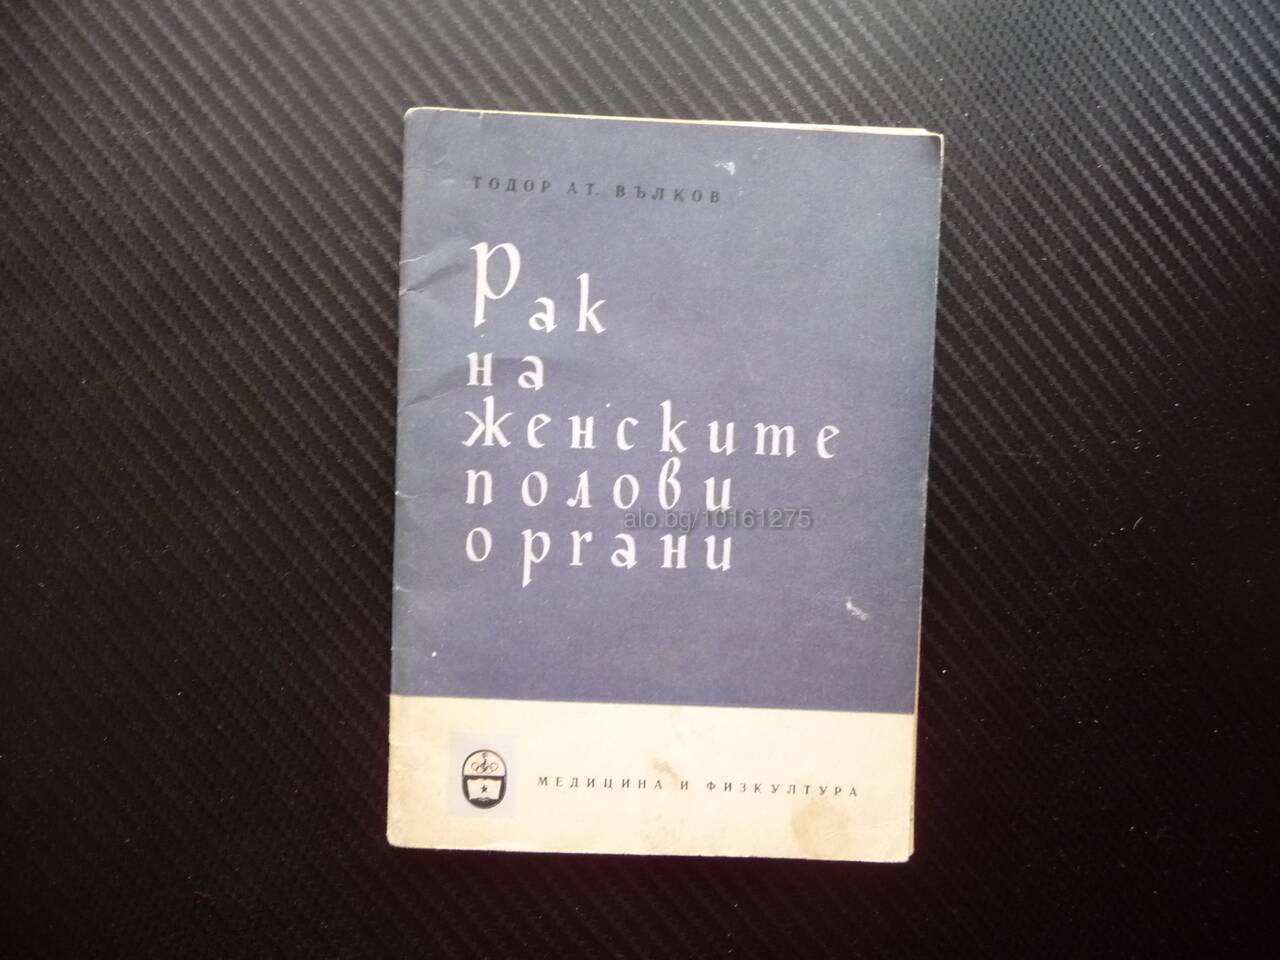 ТОДОР АТ. ВЪЛКОВ
Рак
на
женските
полови
органи
alo.bg/10161275
МЕДИЦИНА И ФИЗКУЛТУРА